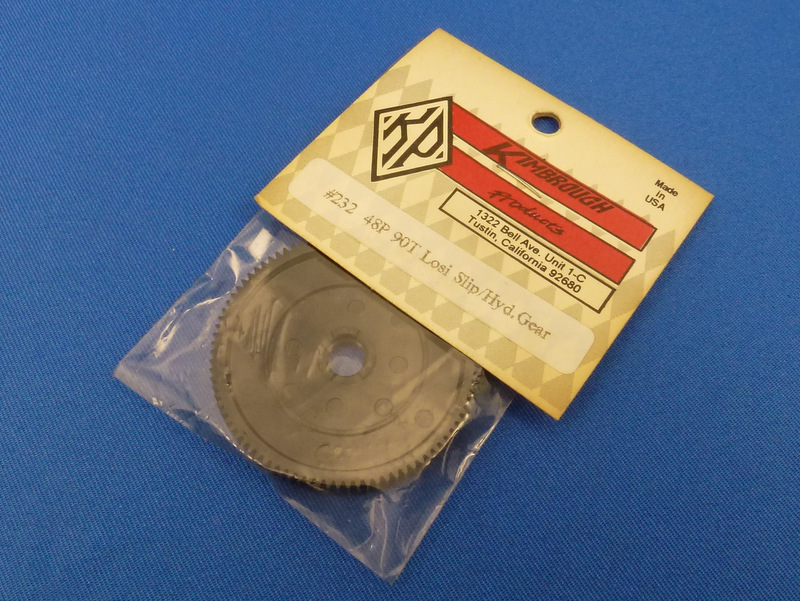 KP
KIMBROUGH
Products
Made
in
USA
1322 Bell Ave. Unit 1-C
Tustin, California 92680
#232 48P 90T Losi Slip/Hyd. Gear